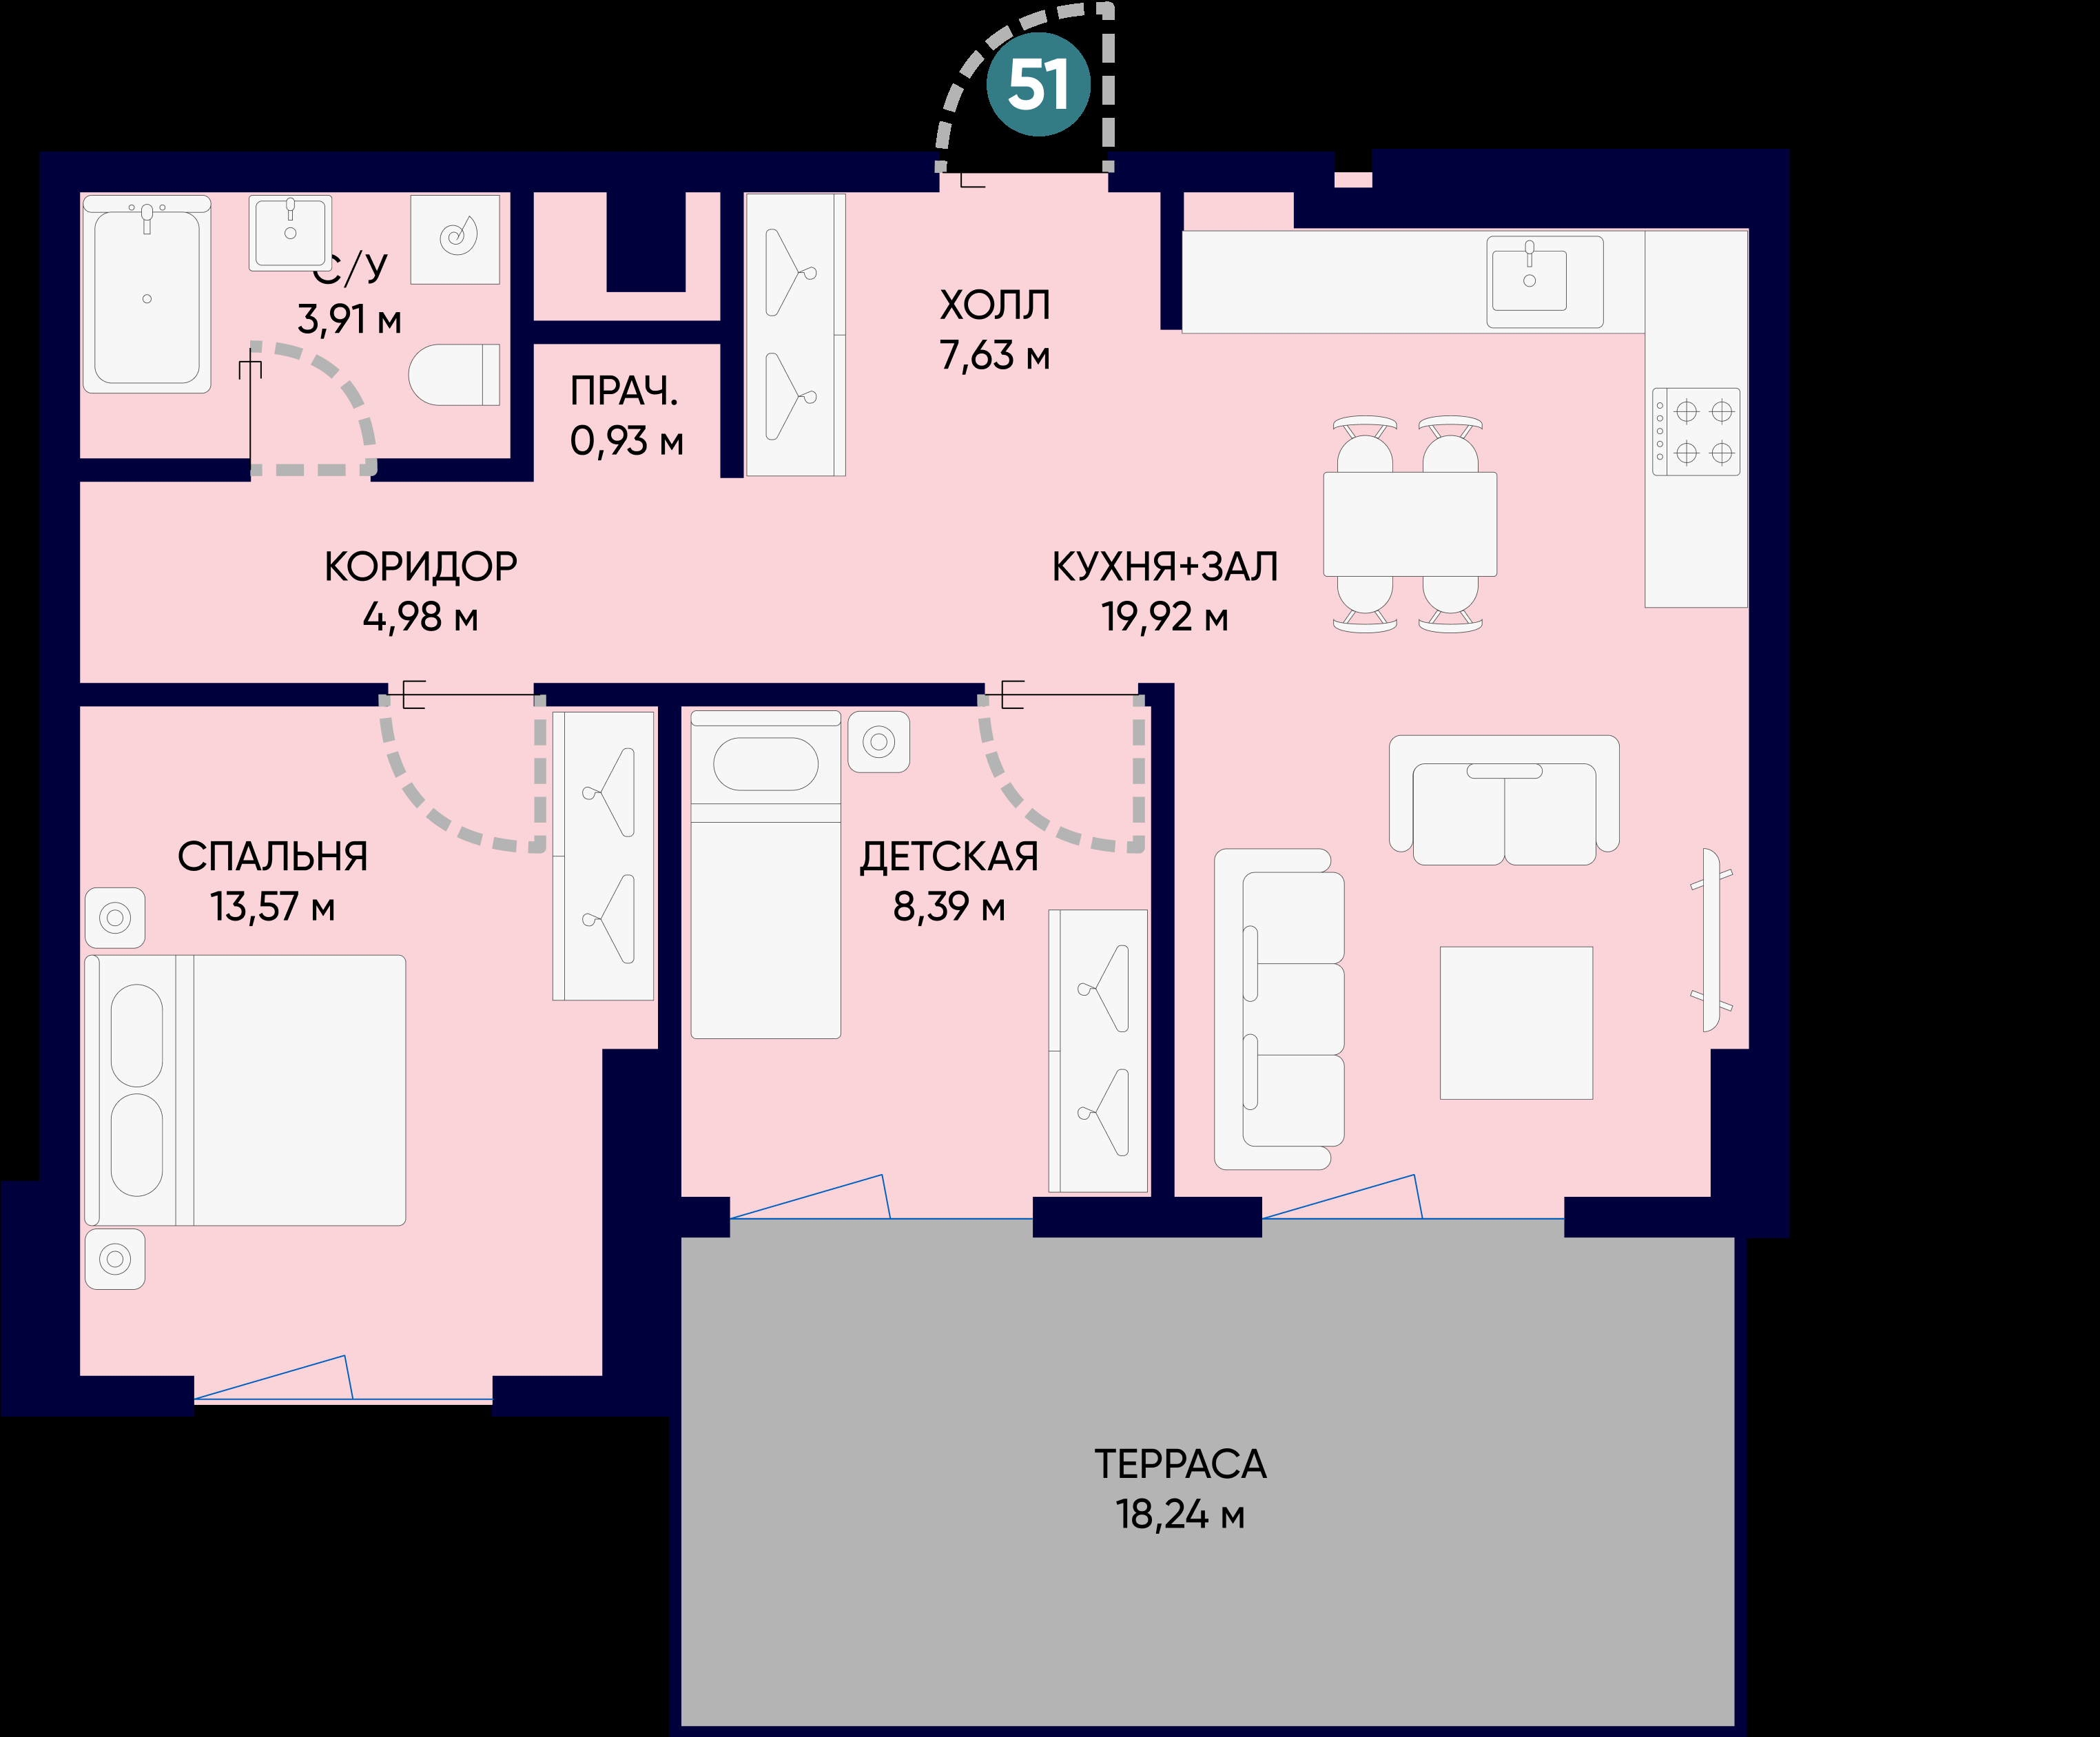 51
С/У
3,91 м
ХОЛЛ
7,63 м
ПРАЧ.
0,93 м
КОРИДОР
4,98 м
КУХНЯ+ЗАЛ
19,92 м
СПАЛЬНЯ
13,57 м
ДЕТСКАЯ
8,39 м
ТЕРРАСА
18,24 м